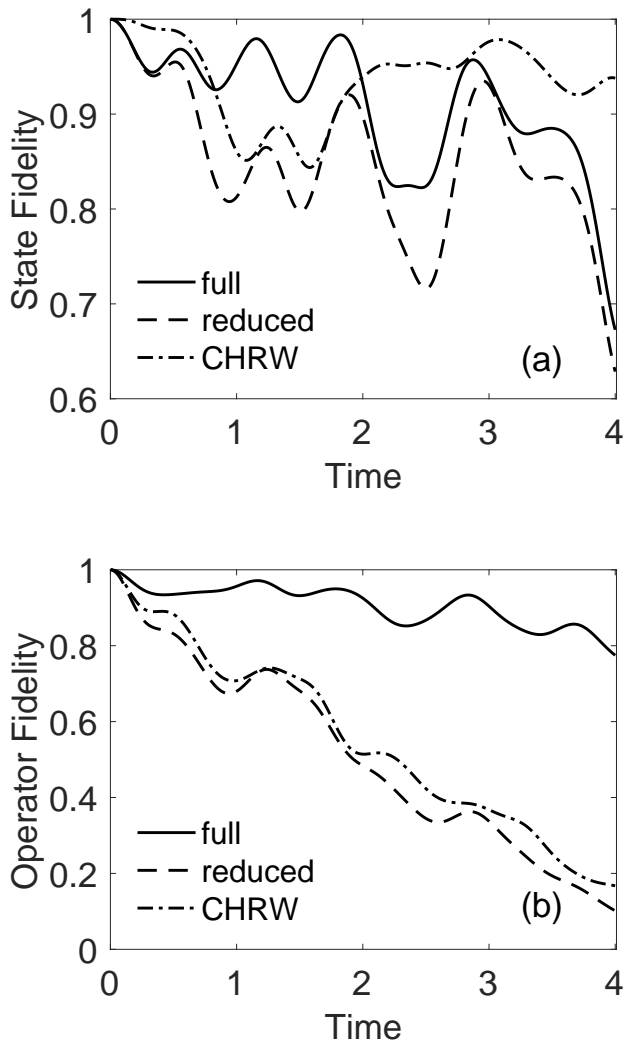 1
0.9
0.8
0.7
0.6
State Fidelity
full
reduced
CHRW
(a)
0 1 2 3 4
Time
1
0.8
0.6
0.4
0.2
0
Operator Fidelity
full
reduced
CHRW
(b)
0 1 2 3 4
Time